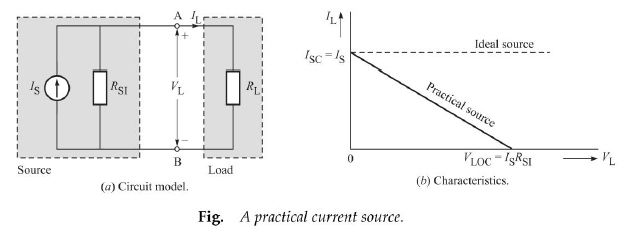 A I_L
+
I_S
R_SI
V_L
R_L
−
B
Source
Load
(a) Circuit model.
I_L
I_SC = I_S
Ideal source
Practical source
0
V_LOC = I_S R_SI
V_L
(b) Characteristics.
Fig. A practical current source.